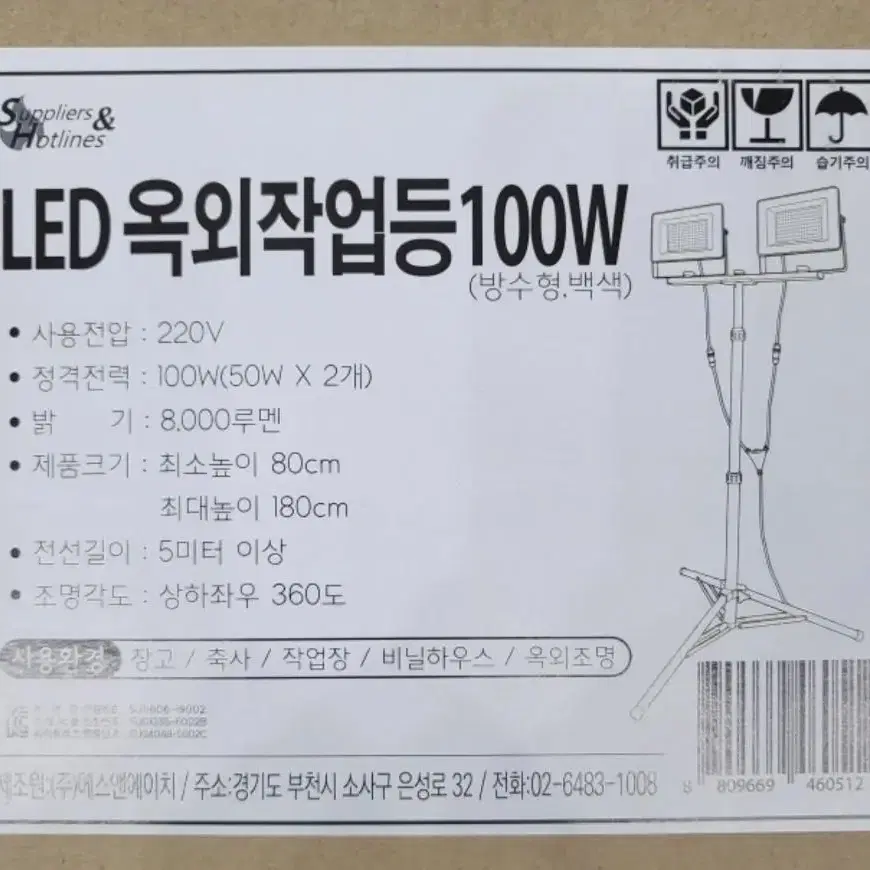 Suppliers &
Hotlines
취급주의 깨짐주의 습기주의
LED 옥외작업등100W
(방수형.백색)
• 사용전압 : 220V
• 정격전력 : 100W(50W X 2개)
• 밝 기 : 8,000루멘
• 제품크기 : 최소높이 80cm
최대높이 180cm
• 전선길이 : 5미터 이상
• 조명각도 : 상하좌우 360도
사용환경 창고 / 축사 / 작업장 / 비닐하우스 / 옥외조명
제조원:(주)에스앤에이치 / 주소:경기도 부천시 소사구 은성로 32 / 전화:02-6483-1008
8 809669 460512